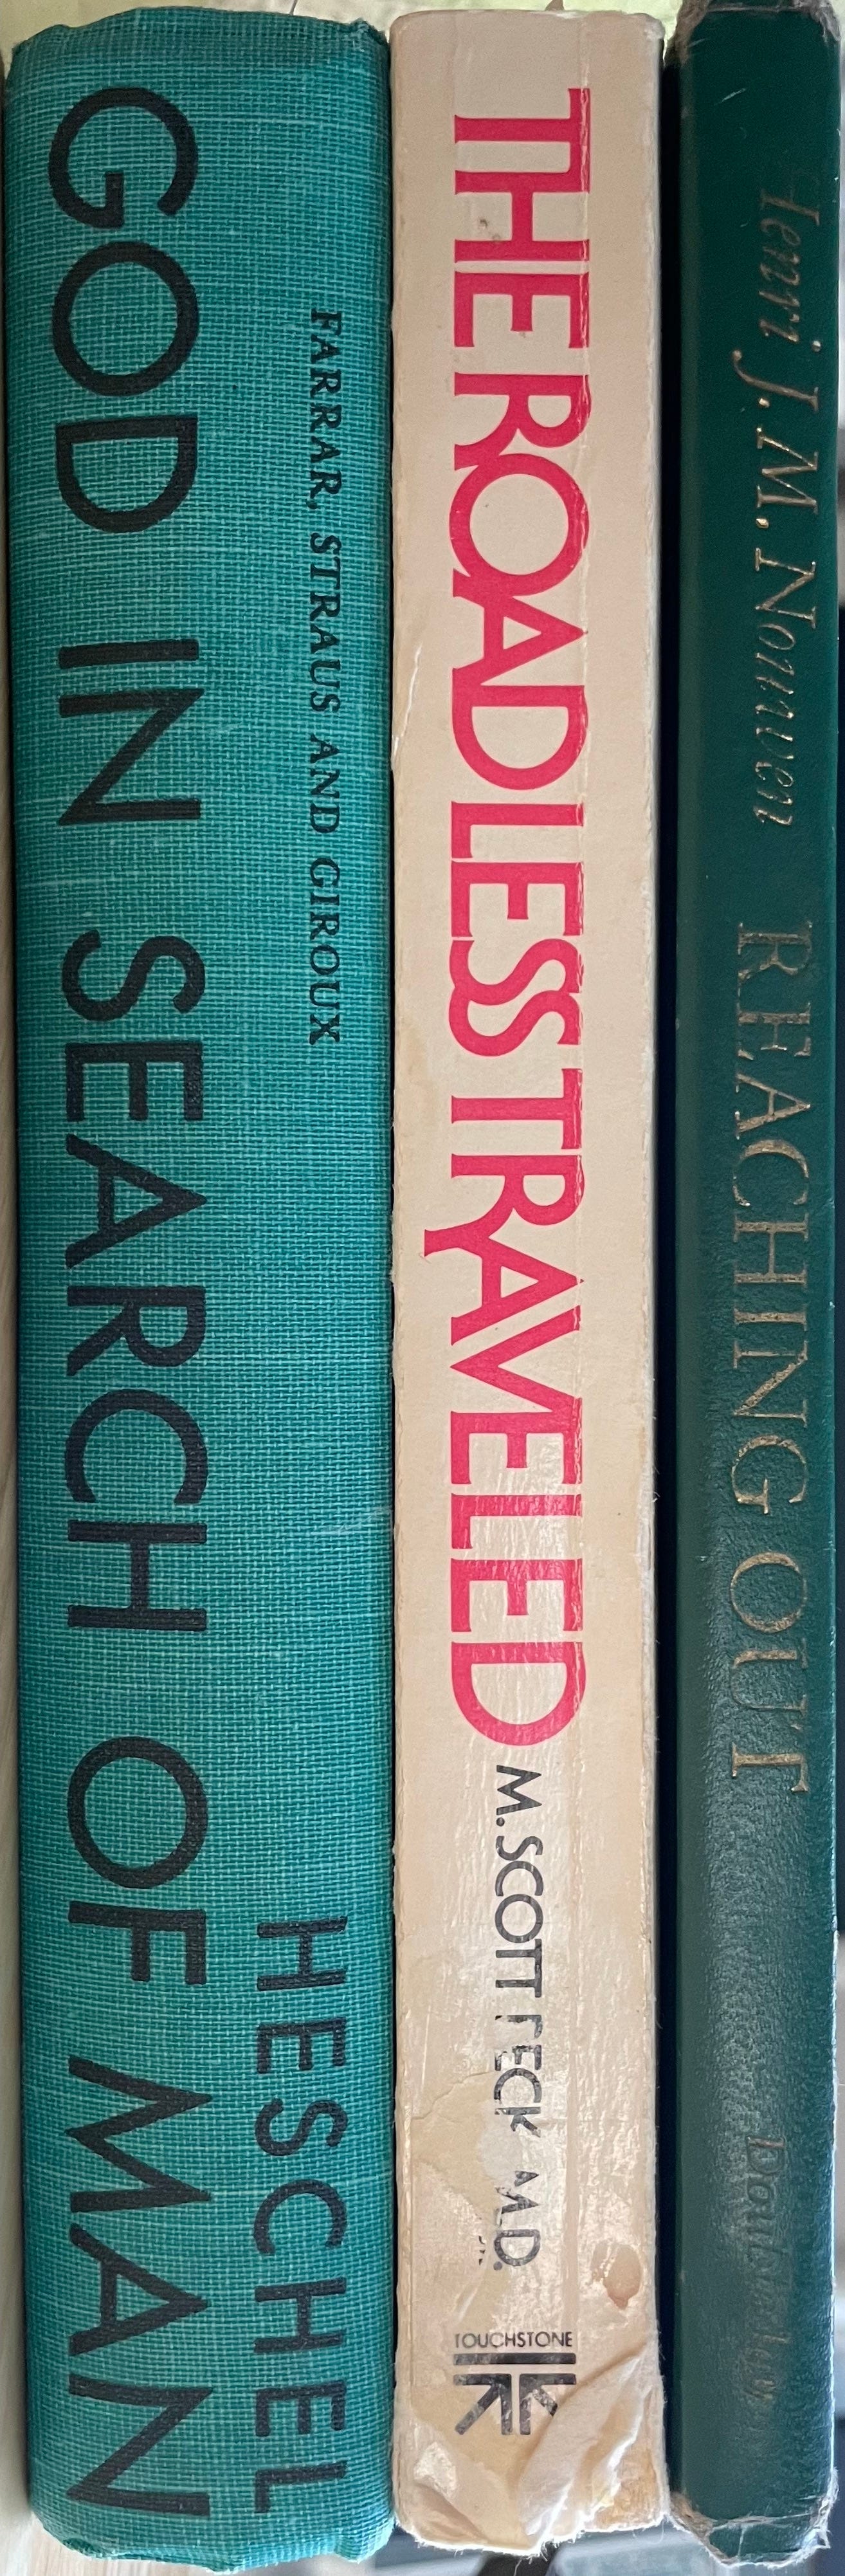 GOD IN SEARCH OF MAN
FARRAR, STRAUS AND GIROUX
HESCHEL
THE ROAD LESS TRAVELED
M. SCOTT PECK M.D.
TOUCHSTONE
Henri J. M. Nouwen
REACHING OUT
Doubleday